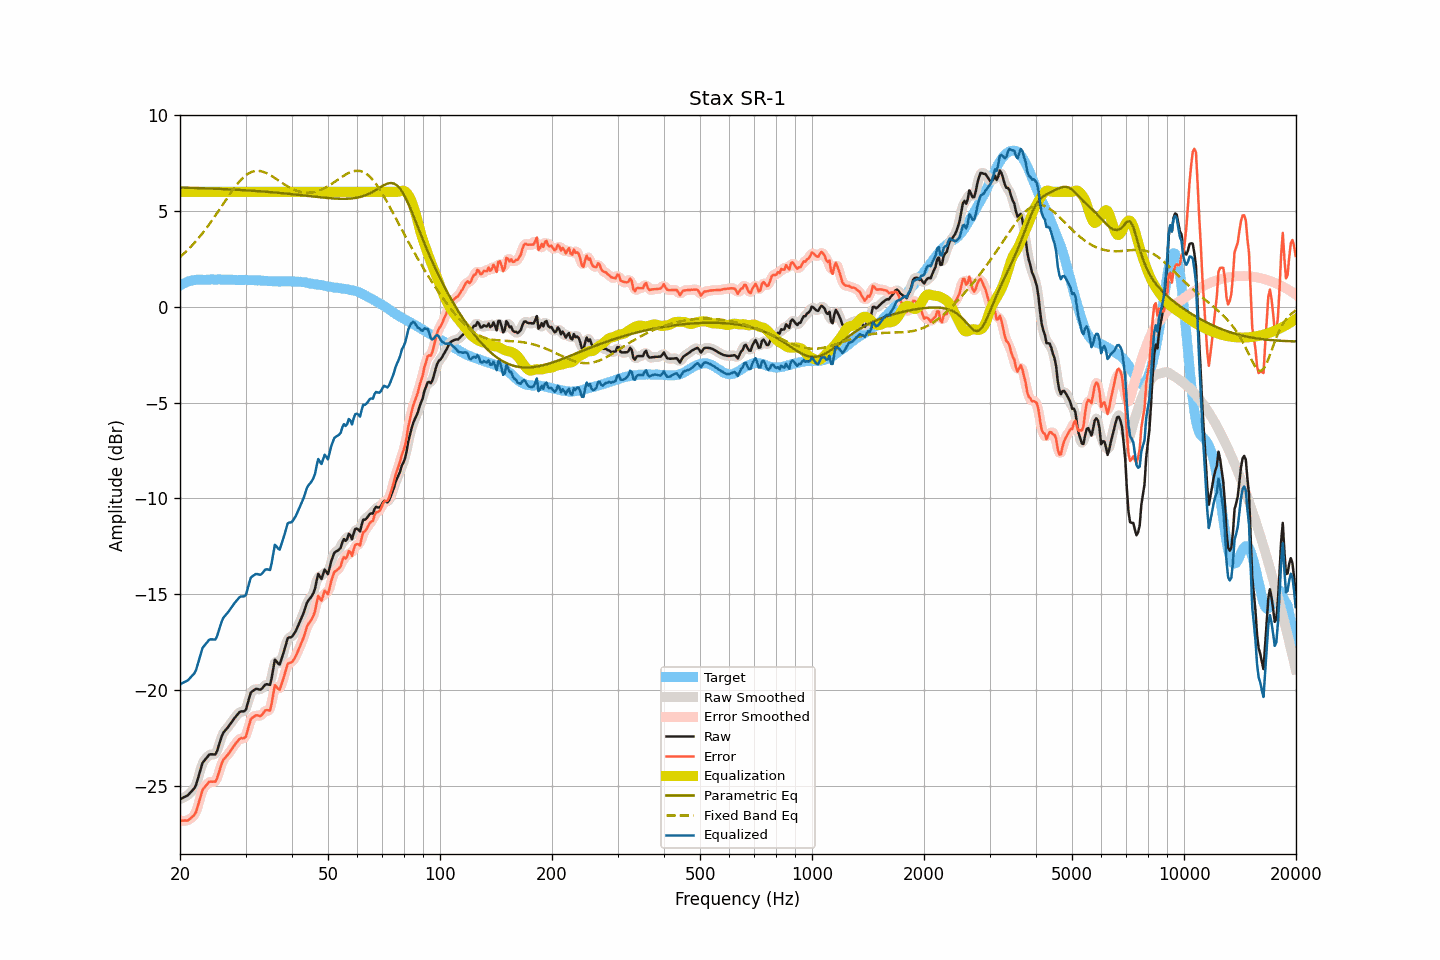 Stax SR-1
10
5
0
−5
−10
−15
−20
−25
Amplitude (dBr)
Target
Raw Smoothed
Error Smoothed
Raw
Error
Equalization
Parametric Eq
Fixed Band Eq
Equalized
20 50 100 200 500 1000 2000 5000 10000 20000
Frequency (Hz)